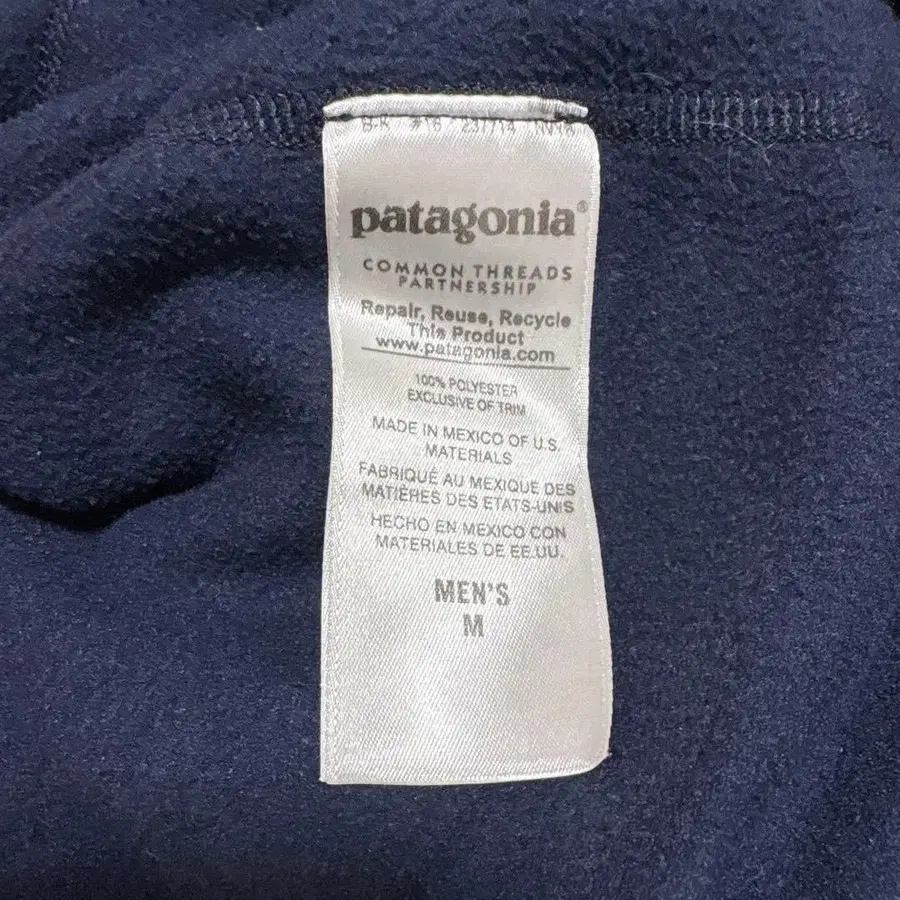 patagonia®
COMMON THREADS
PARTNERSHIP
Repair, Reuse, Recycle
This Product
www.patagonia.com
100% POLYESTER
EXCLUSIVE OF TRIM
MADE IN MEXICO OF U.S.
MATERIALS
FABRIQUÉ AU MEXIQUE DES
MATIÈRES DES ETATS-UNIS
HECHO EN MEXICO CON
MATERIALES DE EE.UU.
MEN'S
M